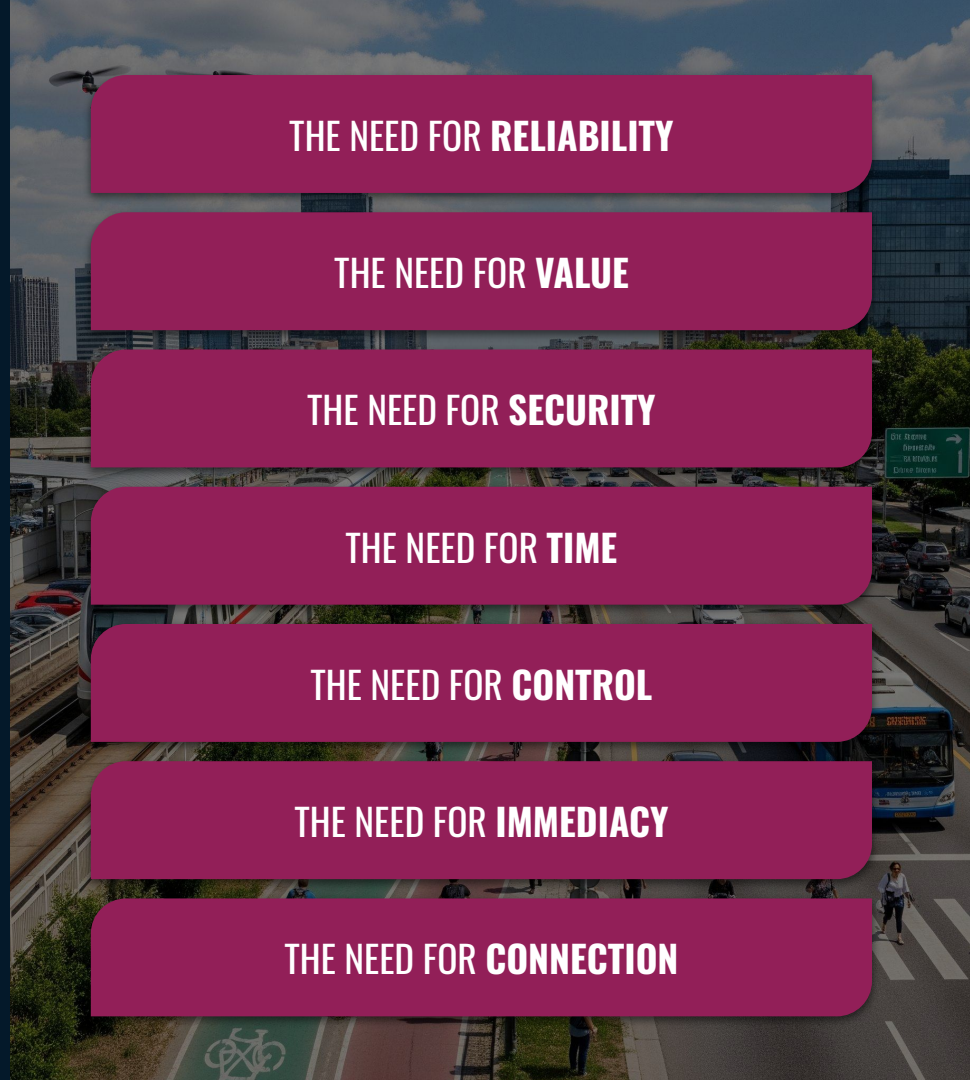 THE NEED FOR RELIABILITY
THE NEED FOR VALUE
THE NEED FOR SECURITY
THE NEED FOR TIME
THE NEED FOR CONTROL
THE NEED FOR IMMEDIACY
THE NEED FOR CONNECTION